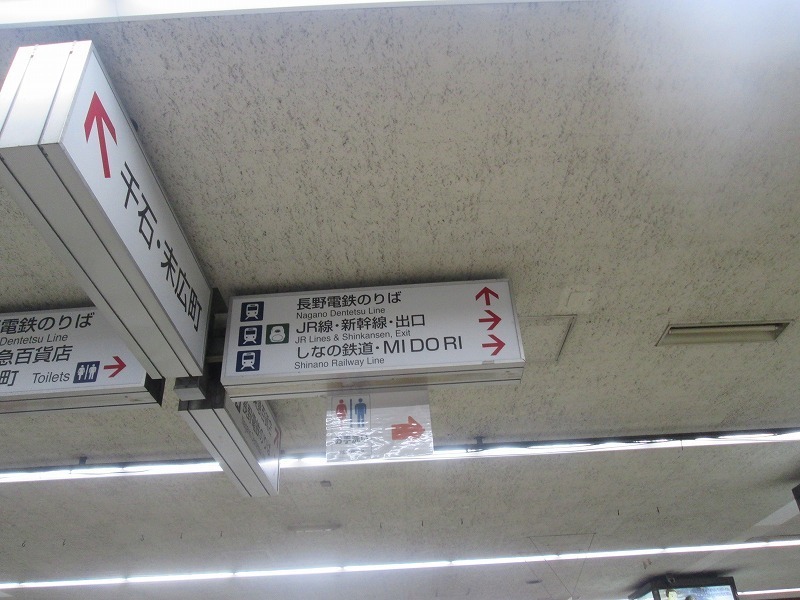 千石・末広町
長野電鉄のりば
Nagano Dentetsu Line
JR線・新幹線・出口
JR Lines & Shinkansen, Exit
しなの鉄道・MIDORI
Shinano Railway Line
電鉄のりば
Dentetsu Line
急百貨店
町 Toilets